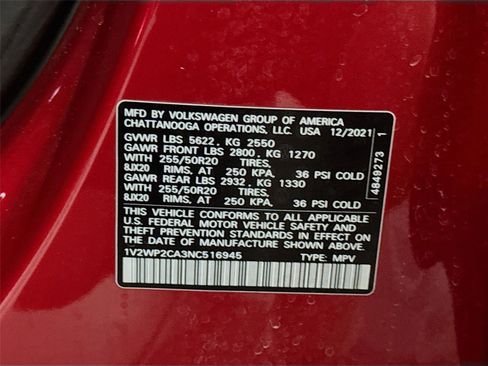 MFD BY VOLKSWAGEN GROUP OF AMERICA
CHATTANOOGA OPERATIONS, LLC. USA 12/2021
GVWR LBS 5622, KG 2550
GAWR FRONT LBS 2800, KG 1270
WITH 255/50R20 TIRES,
8JX20 RIMS, AT 250 KPA. 36 PSI COLD
GAWR REAR LBS 2932, KG 1330
WITH 255/50R20 TIRES,
8JX20 RIMS, AT 250 KPA. 36 PSI COLD
THIS VEHICLE CONFORMS TO ALL APPLICABLE
U.S. FEDERAL MOTOR VEHICLE SAFETY STANDARDS
IN EFFECT ON THE DATE OF MANUFACTURE SHOWN ABOVE.
1V2WP2CA3NC516945 TYPE: MPV
4849273 1